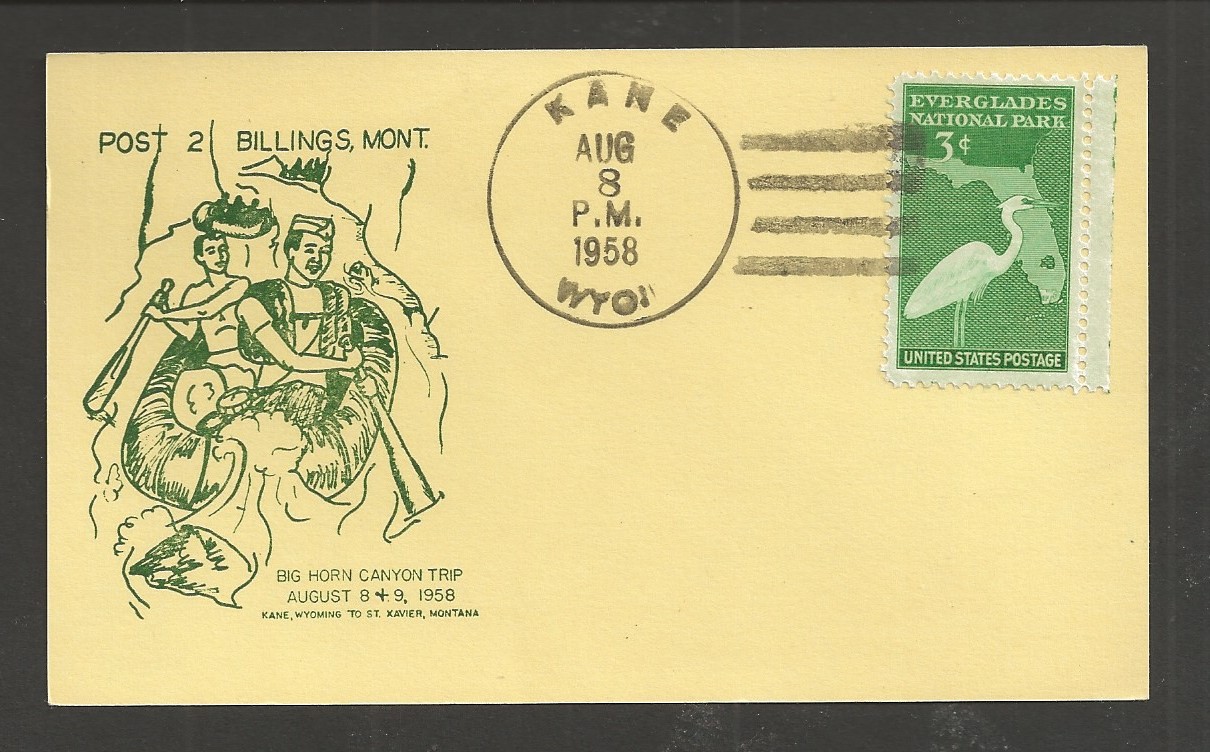 POST 2 BILLINGS, MONT.
KANE
AUG
8
P.M.
1958
WYO.
EVERGLADES
NATIONAL PARK
3¢
UNITED STATES POSTAGE
BIG HORN CANYON TRIP
AUGUST 8 + 9, 1958
KANE, WYOMING TO ST. XAVIER, MONTANA